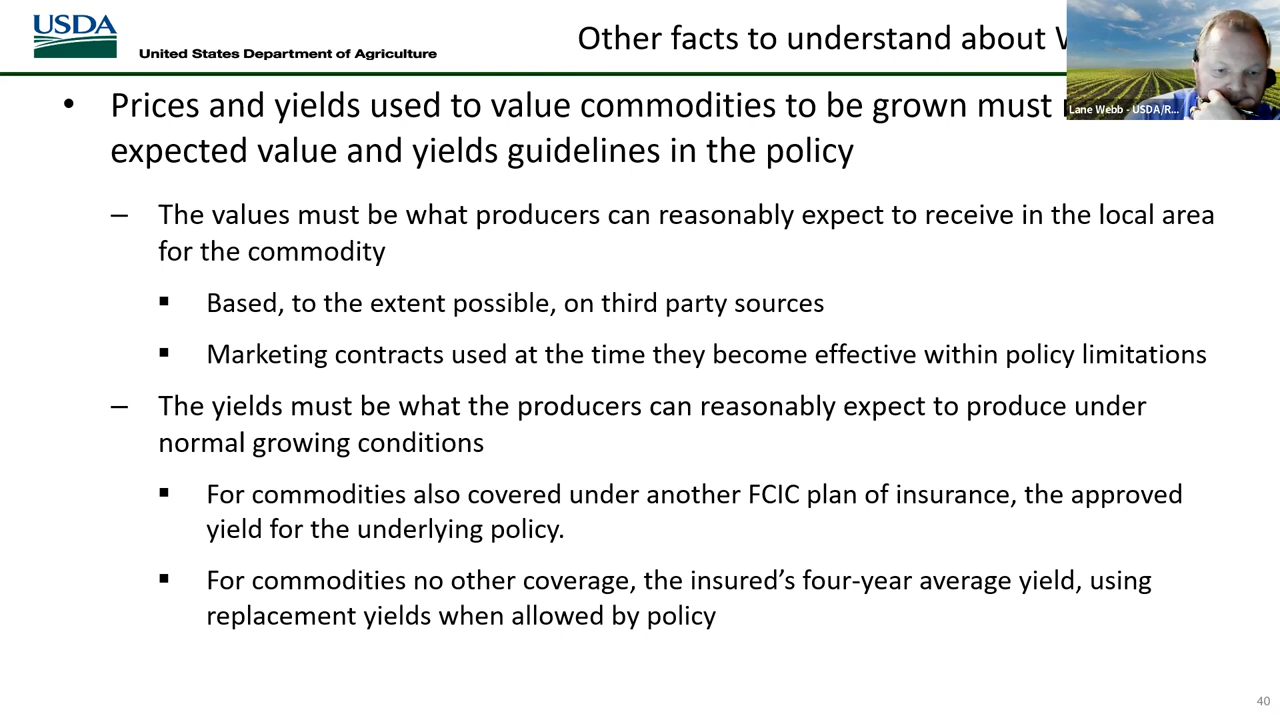 USDA
United States Department of Agriculture
Other facts to understand about
Lane Webb - USDA/R...
• Prices and yields used to value commodities to be grown must
expected value and yields guidelines in the policy
– The values must be what producers can reasonably expect to receive in the local area
for the commodity
▪ Based, to the extent possible, on third party sources
▪ Marketing contracts used at the time they become effective within policy limitations
– The yields must be what the producers can reasonably expect to produce under
normal growing conditions
▪ For commodities also covered under another FCIC plan of insurance, the approved
yield for the underlying policy.
▪ For commodities no other coverage, the insured’s four-year average yield, using
replacement yields when allowed by policy
40